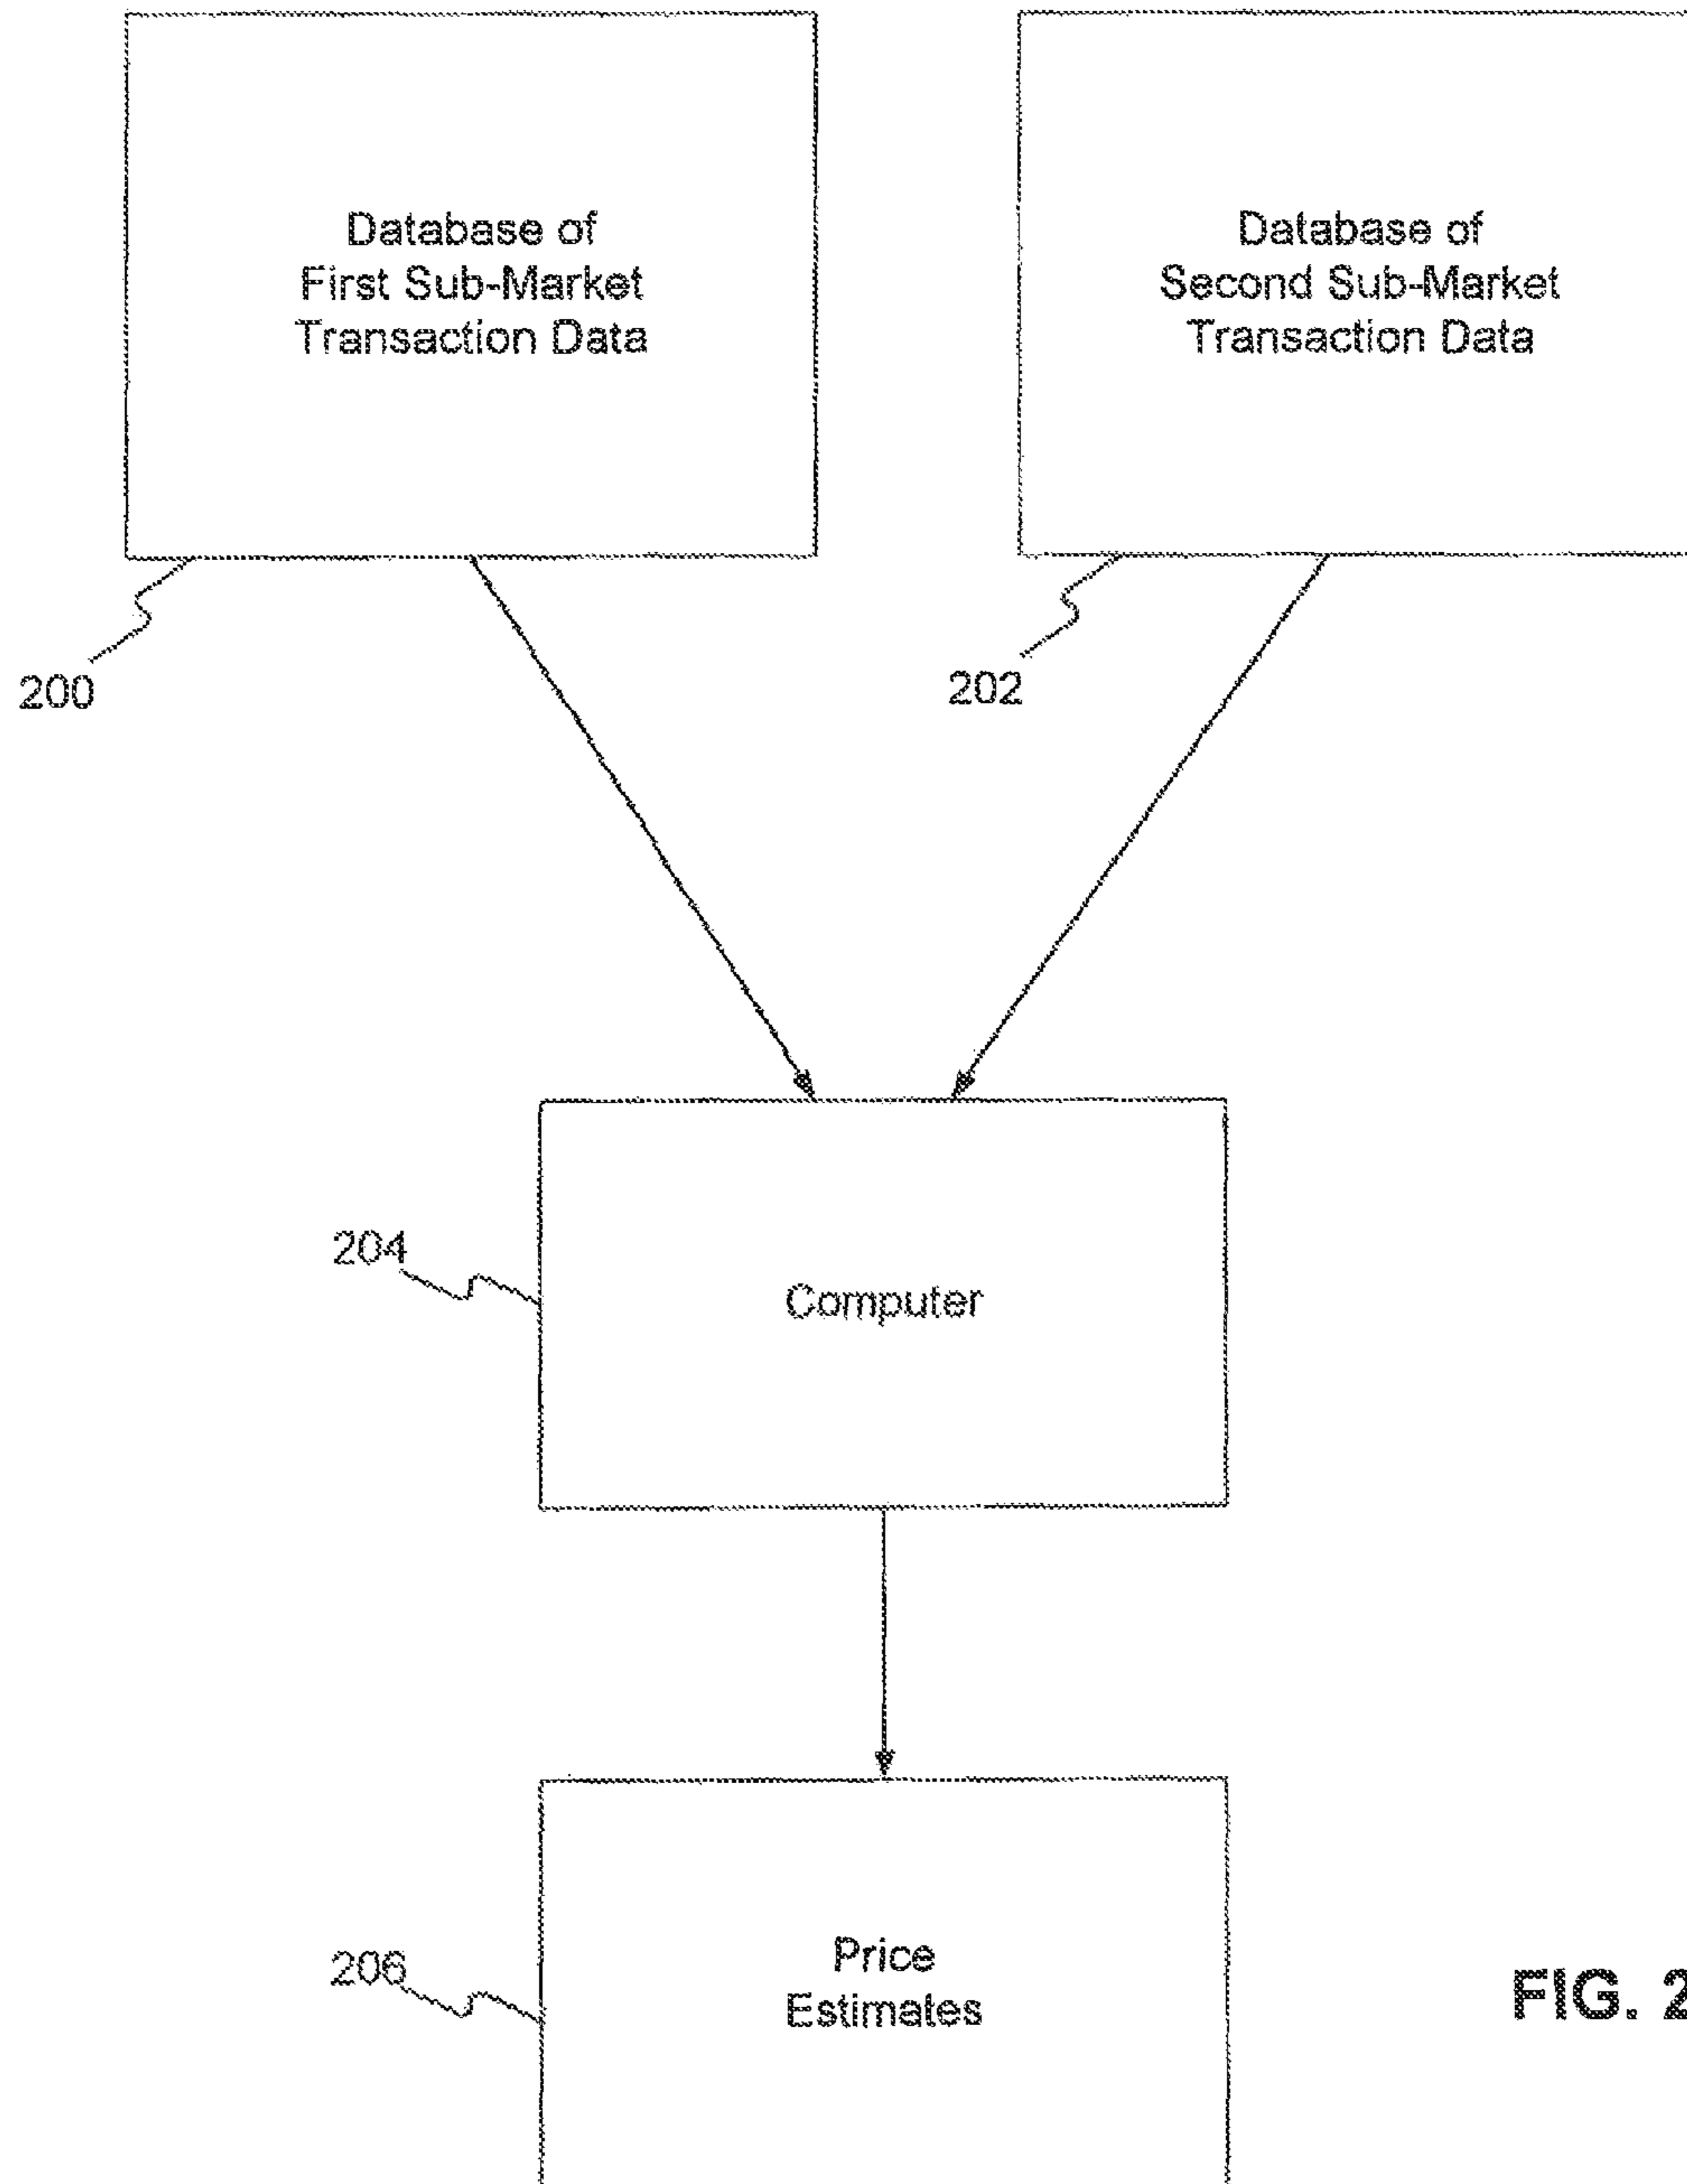 Database of
First Sub-Market
Transaction Data
Database of
Second Sub-Market
Transaction Data
200
202
204
Computer
206
Price
Estimates
FIG. 2